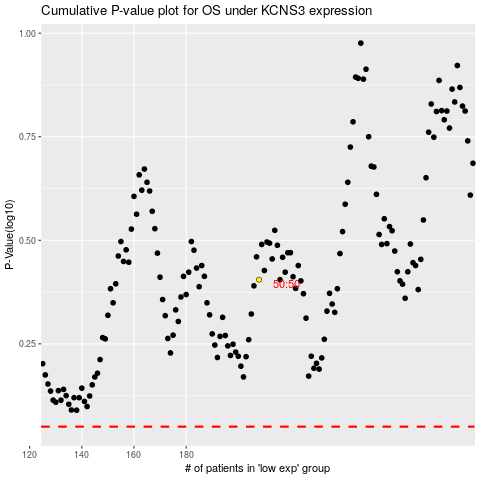 Cumulative P-value plot for OS under KCNS3 expression
1.00
0.75
0.50
0.25
P-Value(log10)
50:50
120 140 160 180
# of patients in 'low exp' group